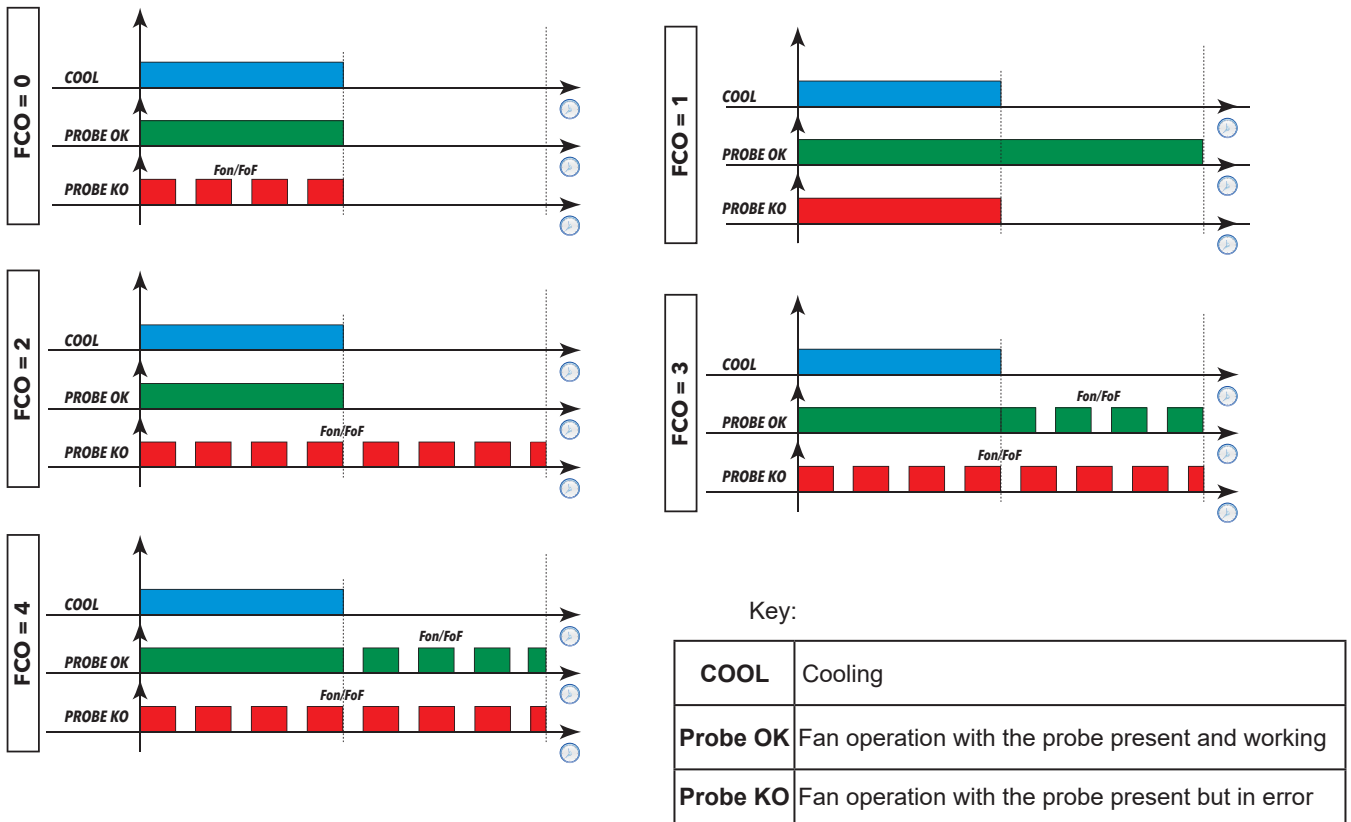 FCO = 0
COOL
PROBE OK
Fon/FoF
PROBE KO
FCO = 1
COOL
PROBE OK
PROBE KO
FCO = 2
COOL
PROBE OK
Fon/FoF
PROBE KO
FCO = 3
COOL
Fon/FoF
PROBE OK
Fon/FoF
PROBE KO
FCO = 4
COOL
Fon/FoF
PROBE OK
Fon/FoF
PROBE KO
Key:
COOL Cooling
Probe OK Fan operation with the probe present and working
Probe KO Fan operation with the probe present but in error